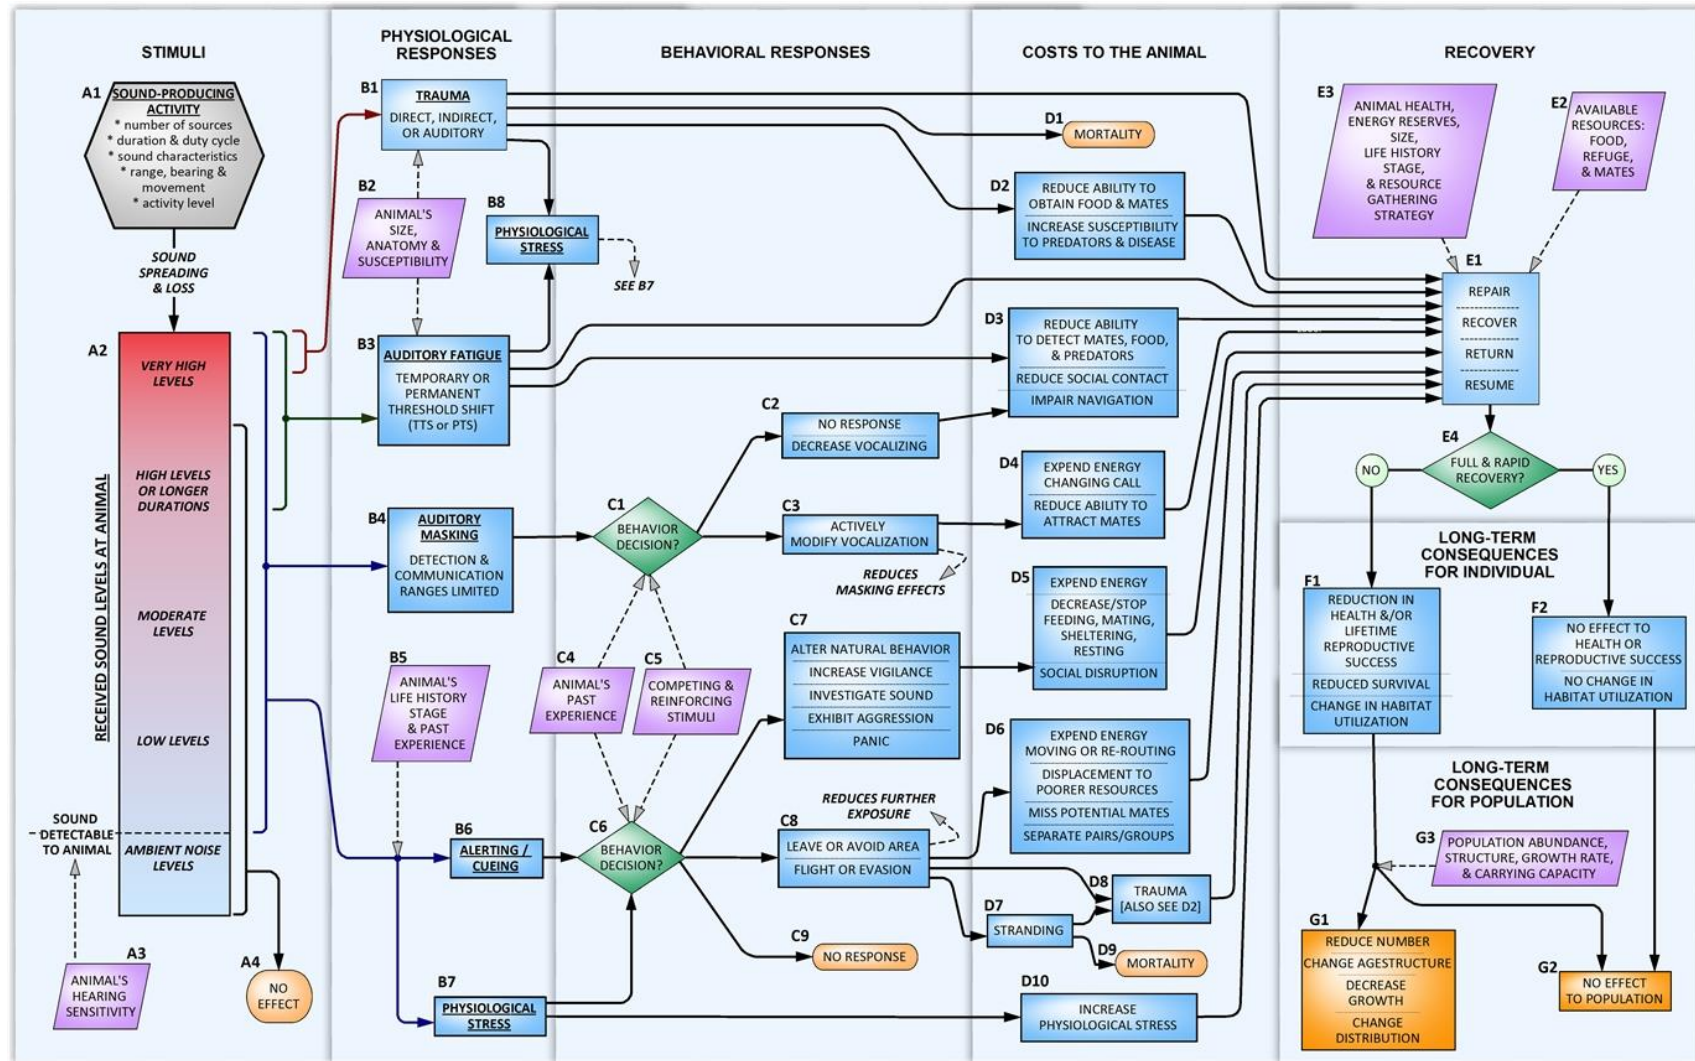 STIMULI
PHYSIOLOGICAL
RESPONSES
BEHAVIORAL RESPONSES
COSTS TO THE ANIMAL
RECOVERY
A1
SOUND-PRODUCING
ACTIVITY
* number of sources
* duration & duty cycle
* sound characteristics
* range, bearing &
movement
* activity level
SOUND
SPREADING
& LOSS
A2
RECEIVED SOUND LEVELS AT ANIMAL
VERY HIGH
LEVELS
HIGH LEVELS
OR LONGER
DURATIONS
MODERATE
LEVELS
LOW LEVELS
AMBIENT NOISE
LEVELS
SOUND
DETECTABLE
TO ANIMAL
A3
ANIMAL'S
HEARING
SENSITIVITY
A4
NO
EFFECT
B1
TRAUMA
DIRECT, INDIRECT,
OR AUDITORY
B2
ANIMAL'S
SIZE,
ANATOMY &
SUSCEPTIBILITY
B8
PHYSIOLOGICAL
STRESS
SEE B7
B3
AUDITORY FATIGUE
TEMPORARY OR
PERMANENT
THRESHOLD SHIFT
(TTS or PTS)
B4
AUDITORY
MASKING
DETECTION &
COMMUNICATION
RANGES LIMITED
B5
ANIMAL'S
LIFE HISTORY
STAGE
& PAST
EXPERIENCE
B6
ALERTING /
CUEING
B7
PHYSIOLOGICAL
STRESS
C1
BEHAVIOR
DECISION?
C2
NO RESPONSE
DECREASE VOCALIZING
C3
ACTIVELY
MODIFY VOCALIZATION
REDUCES
MASKING EFFECTS
C4
ANIMAL'S
PAST
EXPERIENCE
C5
COMPETING &
REINFORCING
STIMULI
C6
BEHAVIOR
DECISION?
C7
ALTER NATURAL BEHAVIOR
INCREASE VIGILANCE
INVESTIGATE SOUND
EXHIBIT AGGRESSION
PANIC
REDUCES FURTHER
EXPOSURE
C8
LEAVE OR AVOID AREA
FLIGHT OR EVASION
C9
NO RESPONSE
D1
MORTALITY
D2
REDUCE ABILITY TO
OBTAIN FOOD & MATES
INCREASE SUSCEPTIBILITY
TO PREDATORS & DISEASE
D3
REDUCE ABILITY
TO DETECT MATES, FOOD,
& PREDATORS
REDUCE SOCIAL CONTACT
IMPAIR NAVIGATION
D4
EXPEND ENERGY
CHANGING CALL
REDUCE ABILITY TO
ATTRACT MATES
D5
EXPEND ENERGY
DECREASE/STOP
FEEDING, MATING,
SHELTERING,
RESTING
SOCIAL DISRUPTION
D6
EXPEND ENERGY
MOVING OR RE-ROUTING
DISPLACEMENT TO
POORER RESOURCES
MISS POTENTIAL MATES
SEPARATE PAIRS/GROUPS
D7
STRANDING
D8
TRAUMA
[ALSO SEE D2]
D9
MORTALITY
D10
INCREASE
PHYSIOLOGICAL STRESS
E3
ANIMAL HEALTH,
ENERGY RESERVES,
SIZE,
LIFE HISTORY
STAGE,
& RESOURCE
GATHERING
STRATEGY
E2
AVAILABLE
RESOURCES:
FOOD,
REFUGE,
& MATES
E1
REPAIR
RECOVER
RETURN
RESUME
E4
FULL & RAPID
RECOVERY?
NO
YES
LONG-TERM
CONSEQUENCES
FOR INDIVIDUAL
F1
REDUCTION IN
HEALTH &/OR
LIFETIME
REPRODUCTIVE
SUCCESS
REDUCED SURVIVAL
CHANGE IN HABITAT
UTILIZATION
F2
NO EFFECT TO
HEALTH OR
REPRODUCTIVE SUCCESS
NO CHANGE IN
HABITAT UTILIZATION
LONG-TERM
CONSEQUENCES
FOR POPULATION
G3
POPULATION ABUNDANCE,
STRUCTURE, GROWTH RATE,
& CARRYING CAPACITY
G1
REDUCE NUMBER
CHANGE AGESTRUCTURE
DECREASE
GROWTH
CHANGE
DISTRIBUTION
G2
NO EFFECT
TO POPULATION